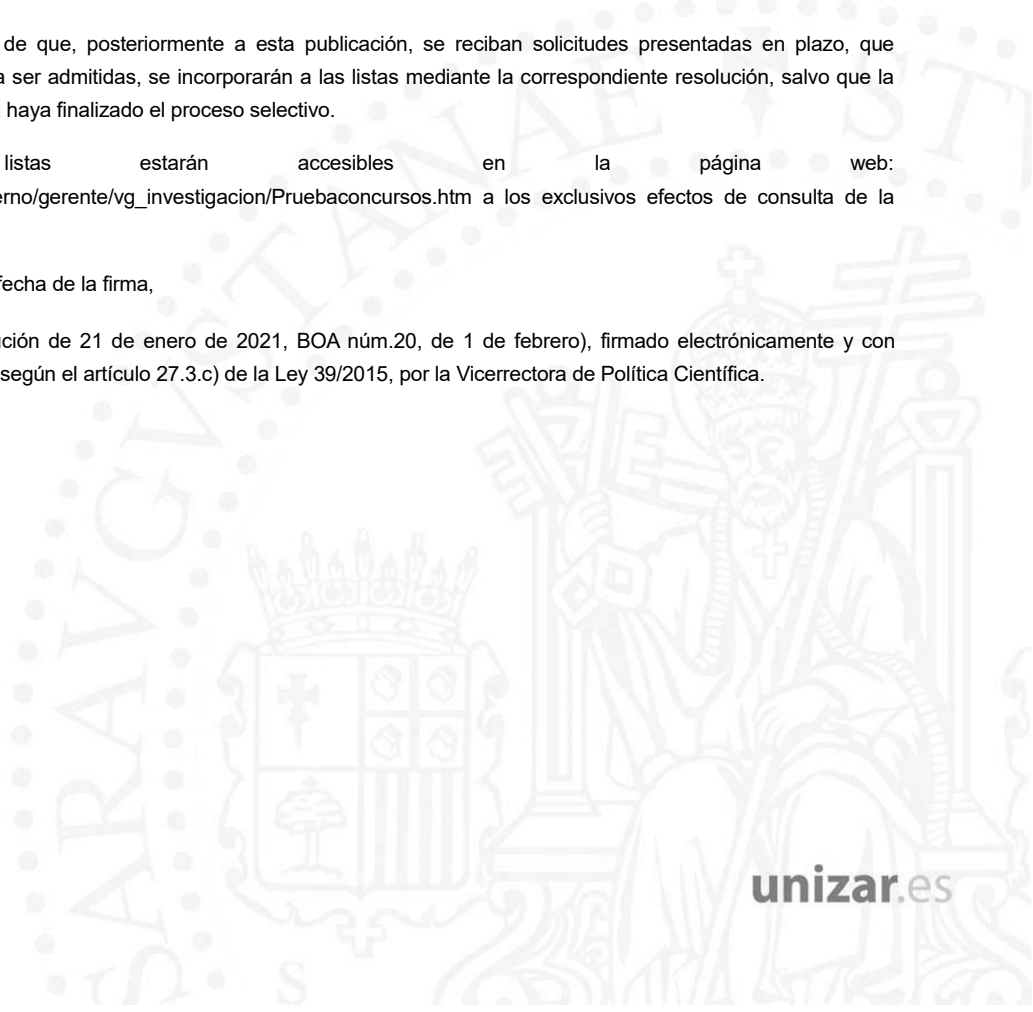 de que, posteriormente a esta publicación, se reciban solicitudes presentadas en plazo, que
a ser admitidas, se incorporarán a las listas mediante la correspondiente resolución, salvo que la
haya finalizado el proceso selectivo.
listas estarán accesibles en la página web:
erno/gerente/vg_investigacion/Pruebaconcursos.htm a los exclusivos efectos de consulta de la
fecha de la firma,
ción de 21 de enero de 2021, BOA núm.20, de 1 de febrero), firmado electrónicamente y con
según el artículo 27.3.c) de la Ley 39/2015, por la Vicerrectora de Política Científica.
unizar.es